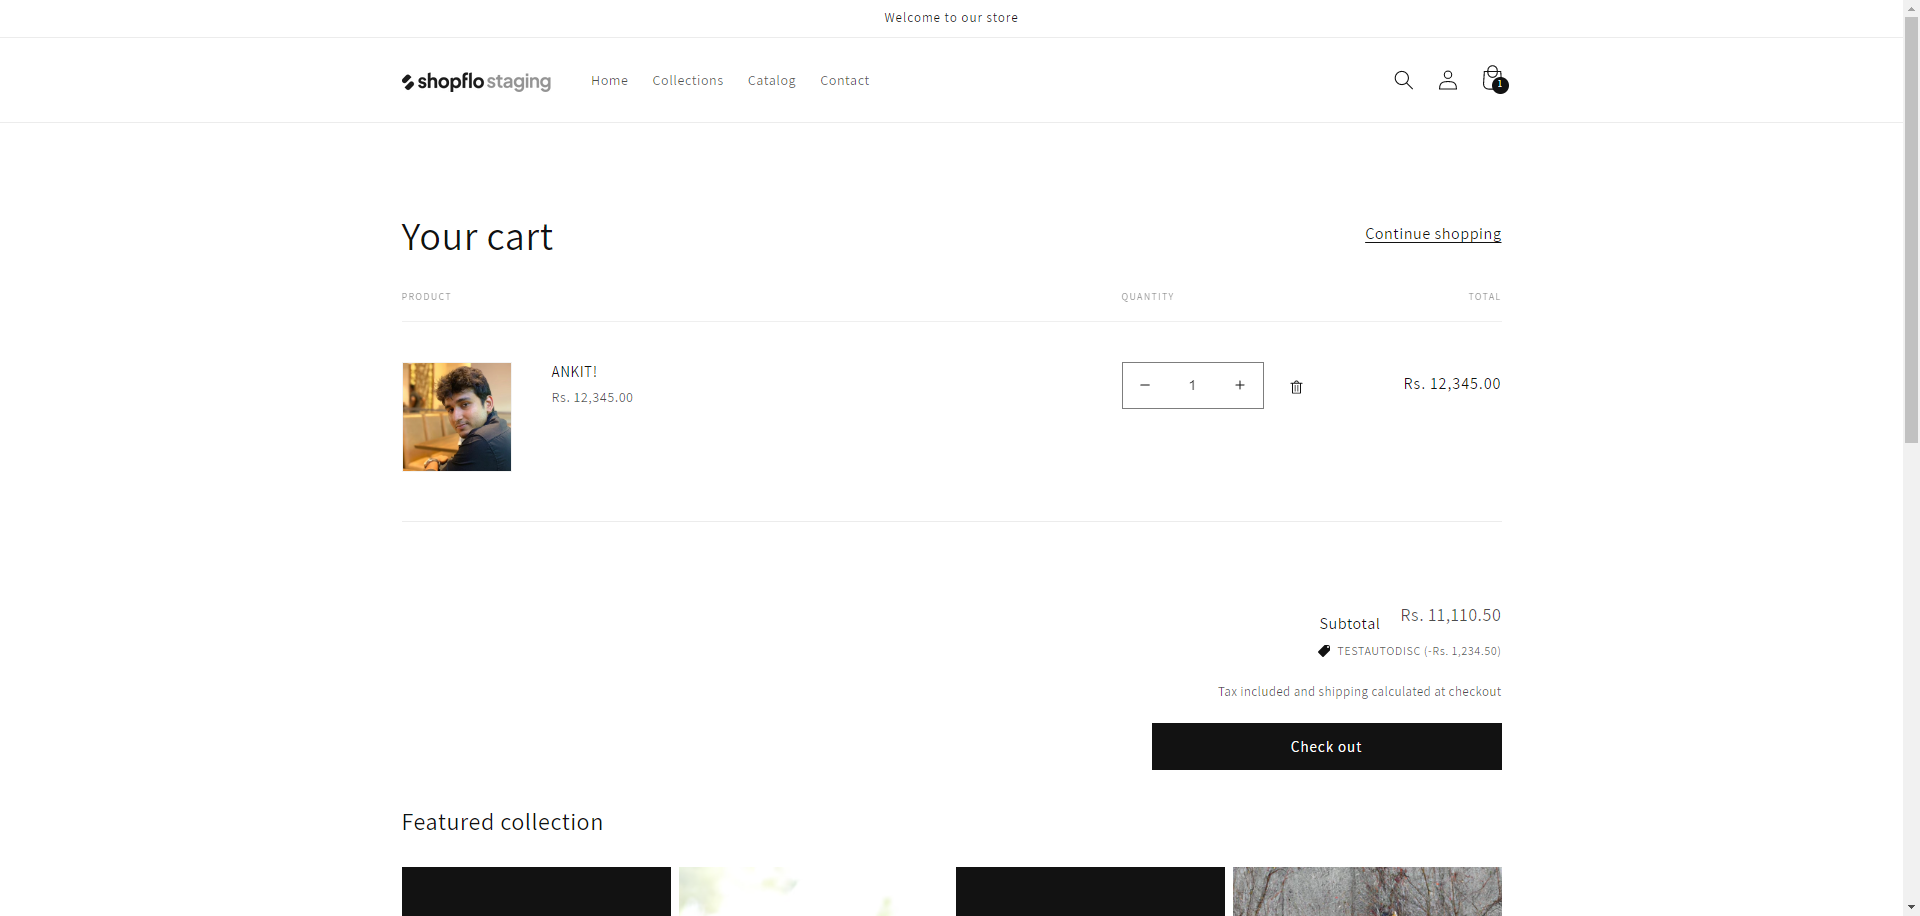 Welcome to our store
shopflo staging
Home Collections Catalog Contact
1
Your cart
Continue shopping
PRODUCT QUANTITY TOTAL
ANKIT!
Rs. 12,345.00
1
Rs. 12,345.00
Subtotal Rs. 11,110.50
TESTAUTODISC (-Rs. 1,234.50)
Tax included and shipping calculated at checkout
Check out
Featured collection